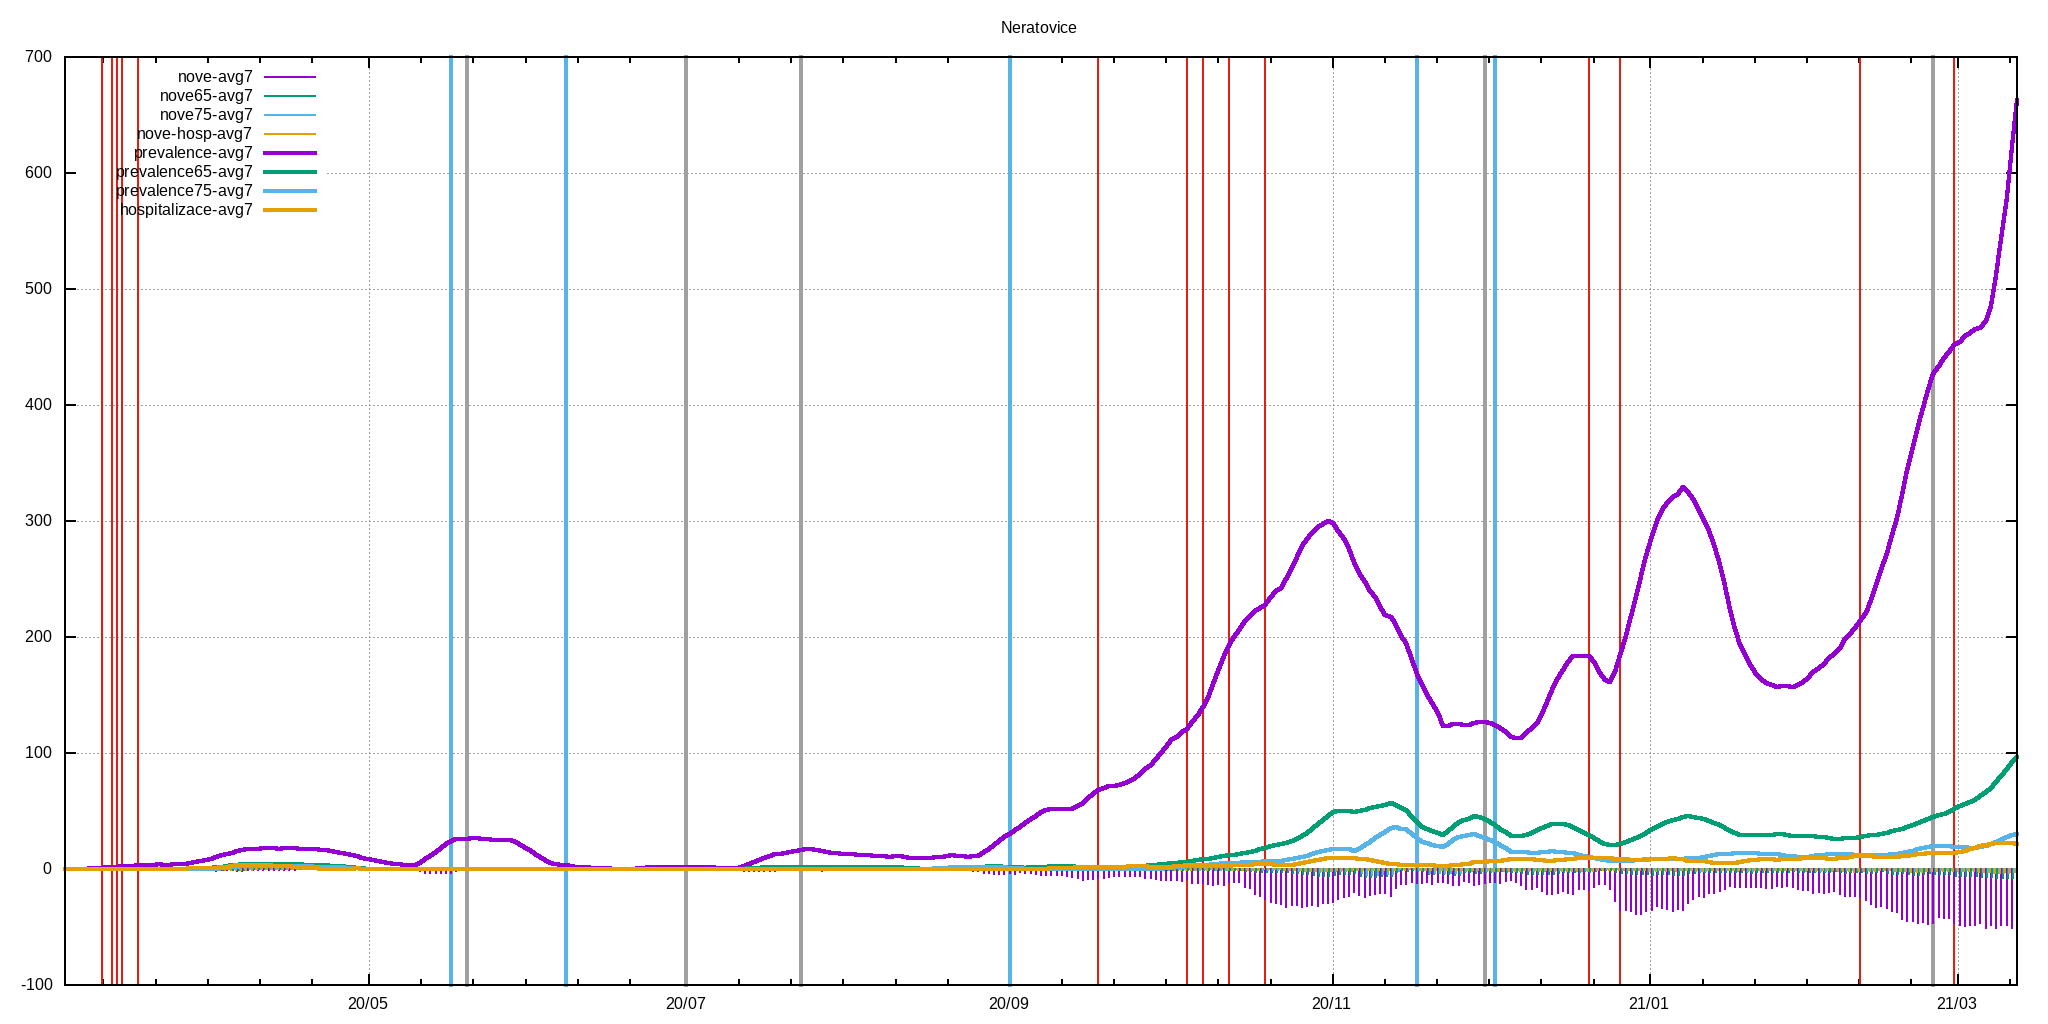 Neratovice
700
600
500
400
300
200
100
0
-100
nove-avg7
nove65-avg7
nove75-avg7
nove-hosp-avg7
prevalence-avg7
prevalence65-avg7
prevalence75-avg7
hospitalizace-avg7
20/05
20/07
20/09
20/11
21/01
21/03